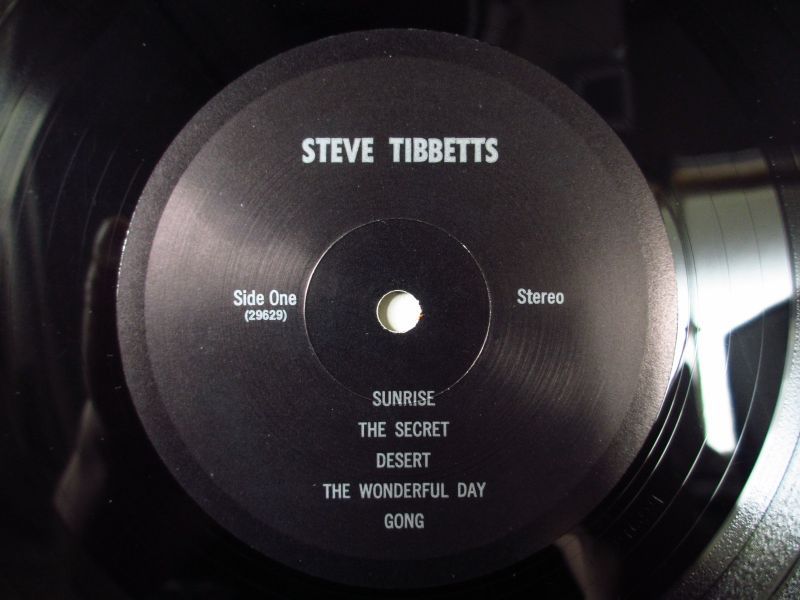 STEVE TIBBETTS
Side One
(29629)
Stereo
SUNRISE
THE SECRET
DESERT
THE WONDERFUL DAY
GONG